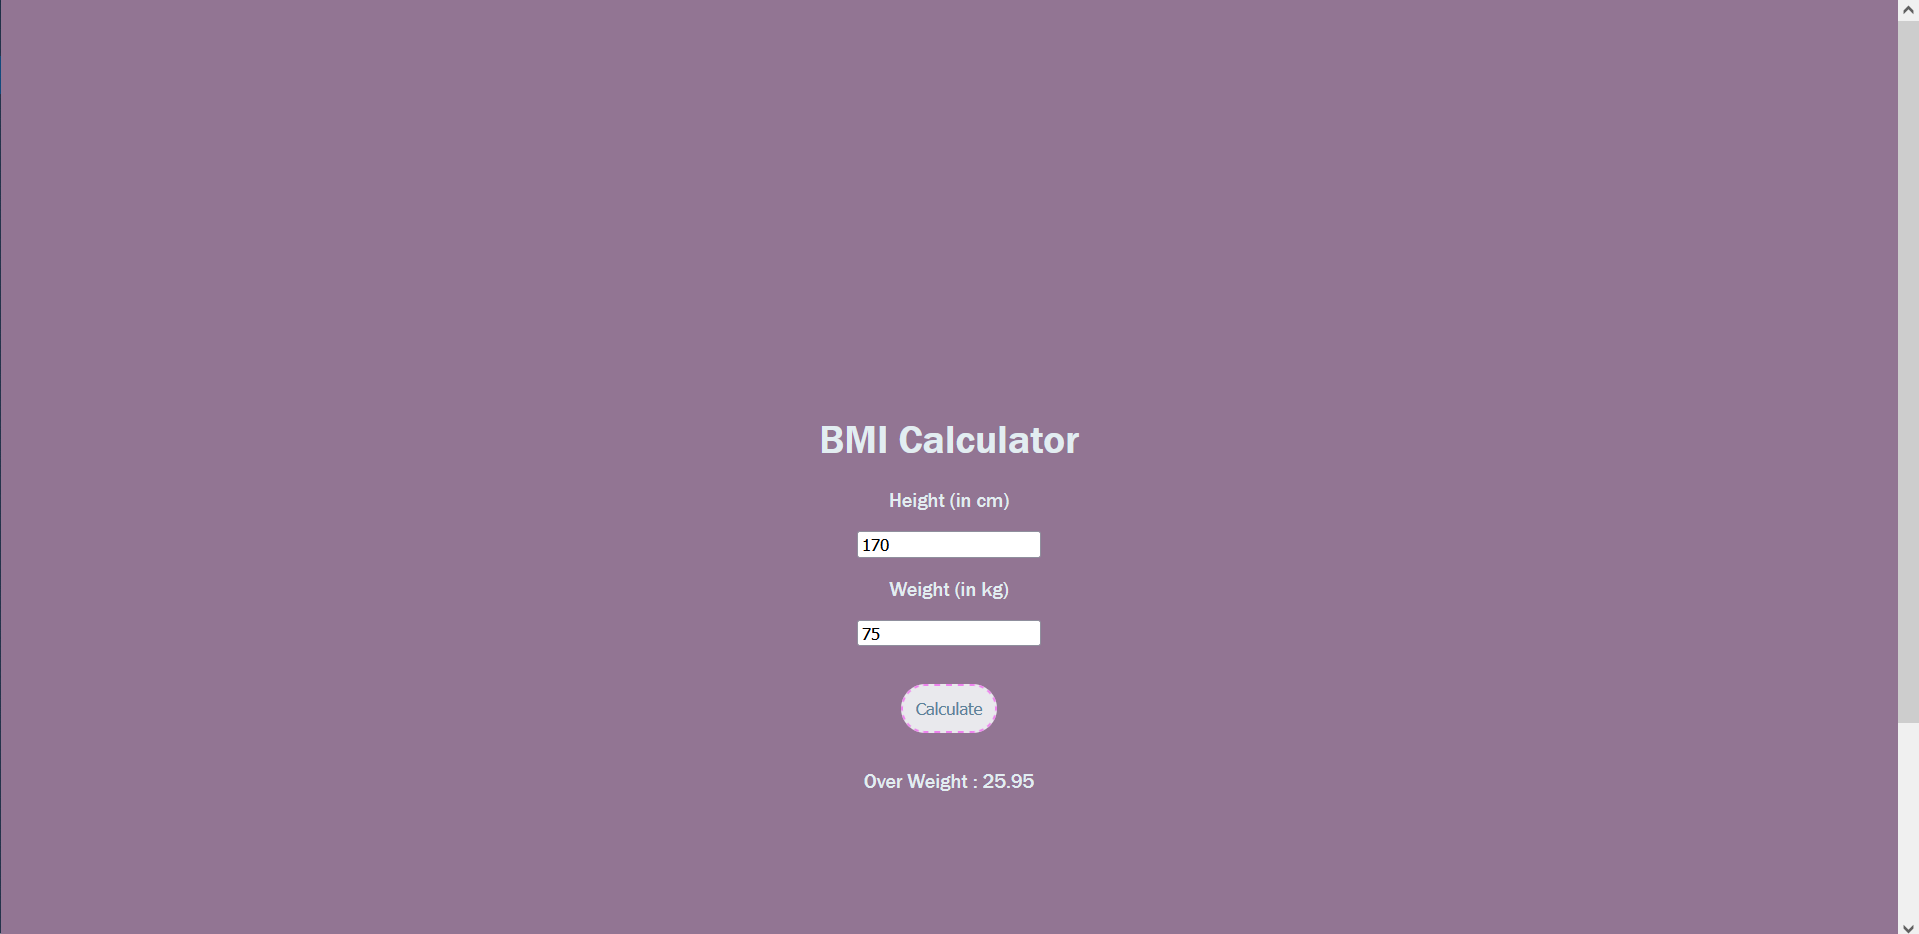 BMI Calculator
Height (in cm)
170
Weight (in kg)
75
Calculate
Over Weight : 25.95